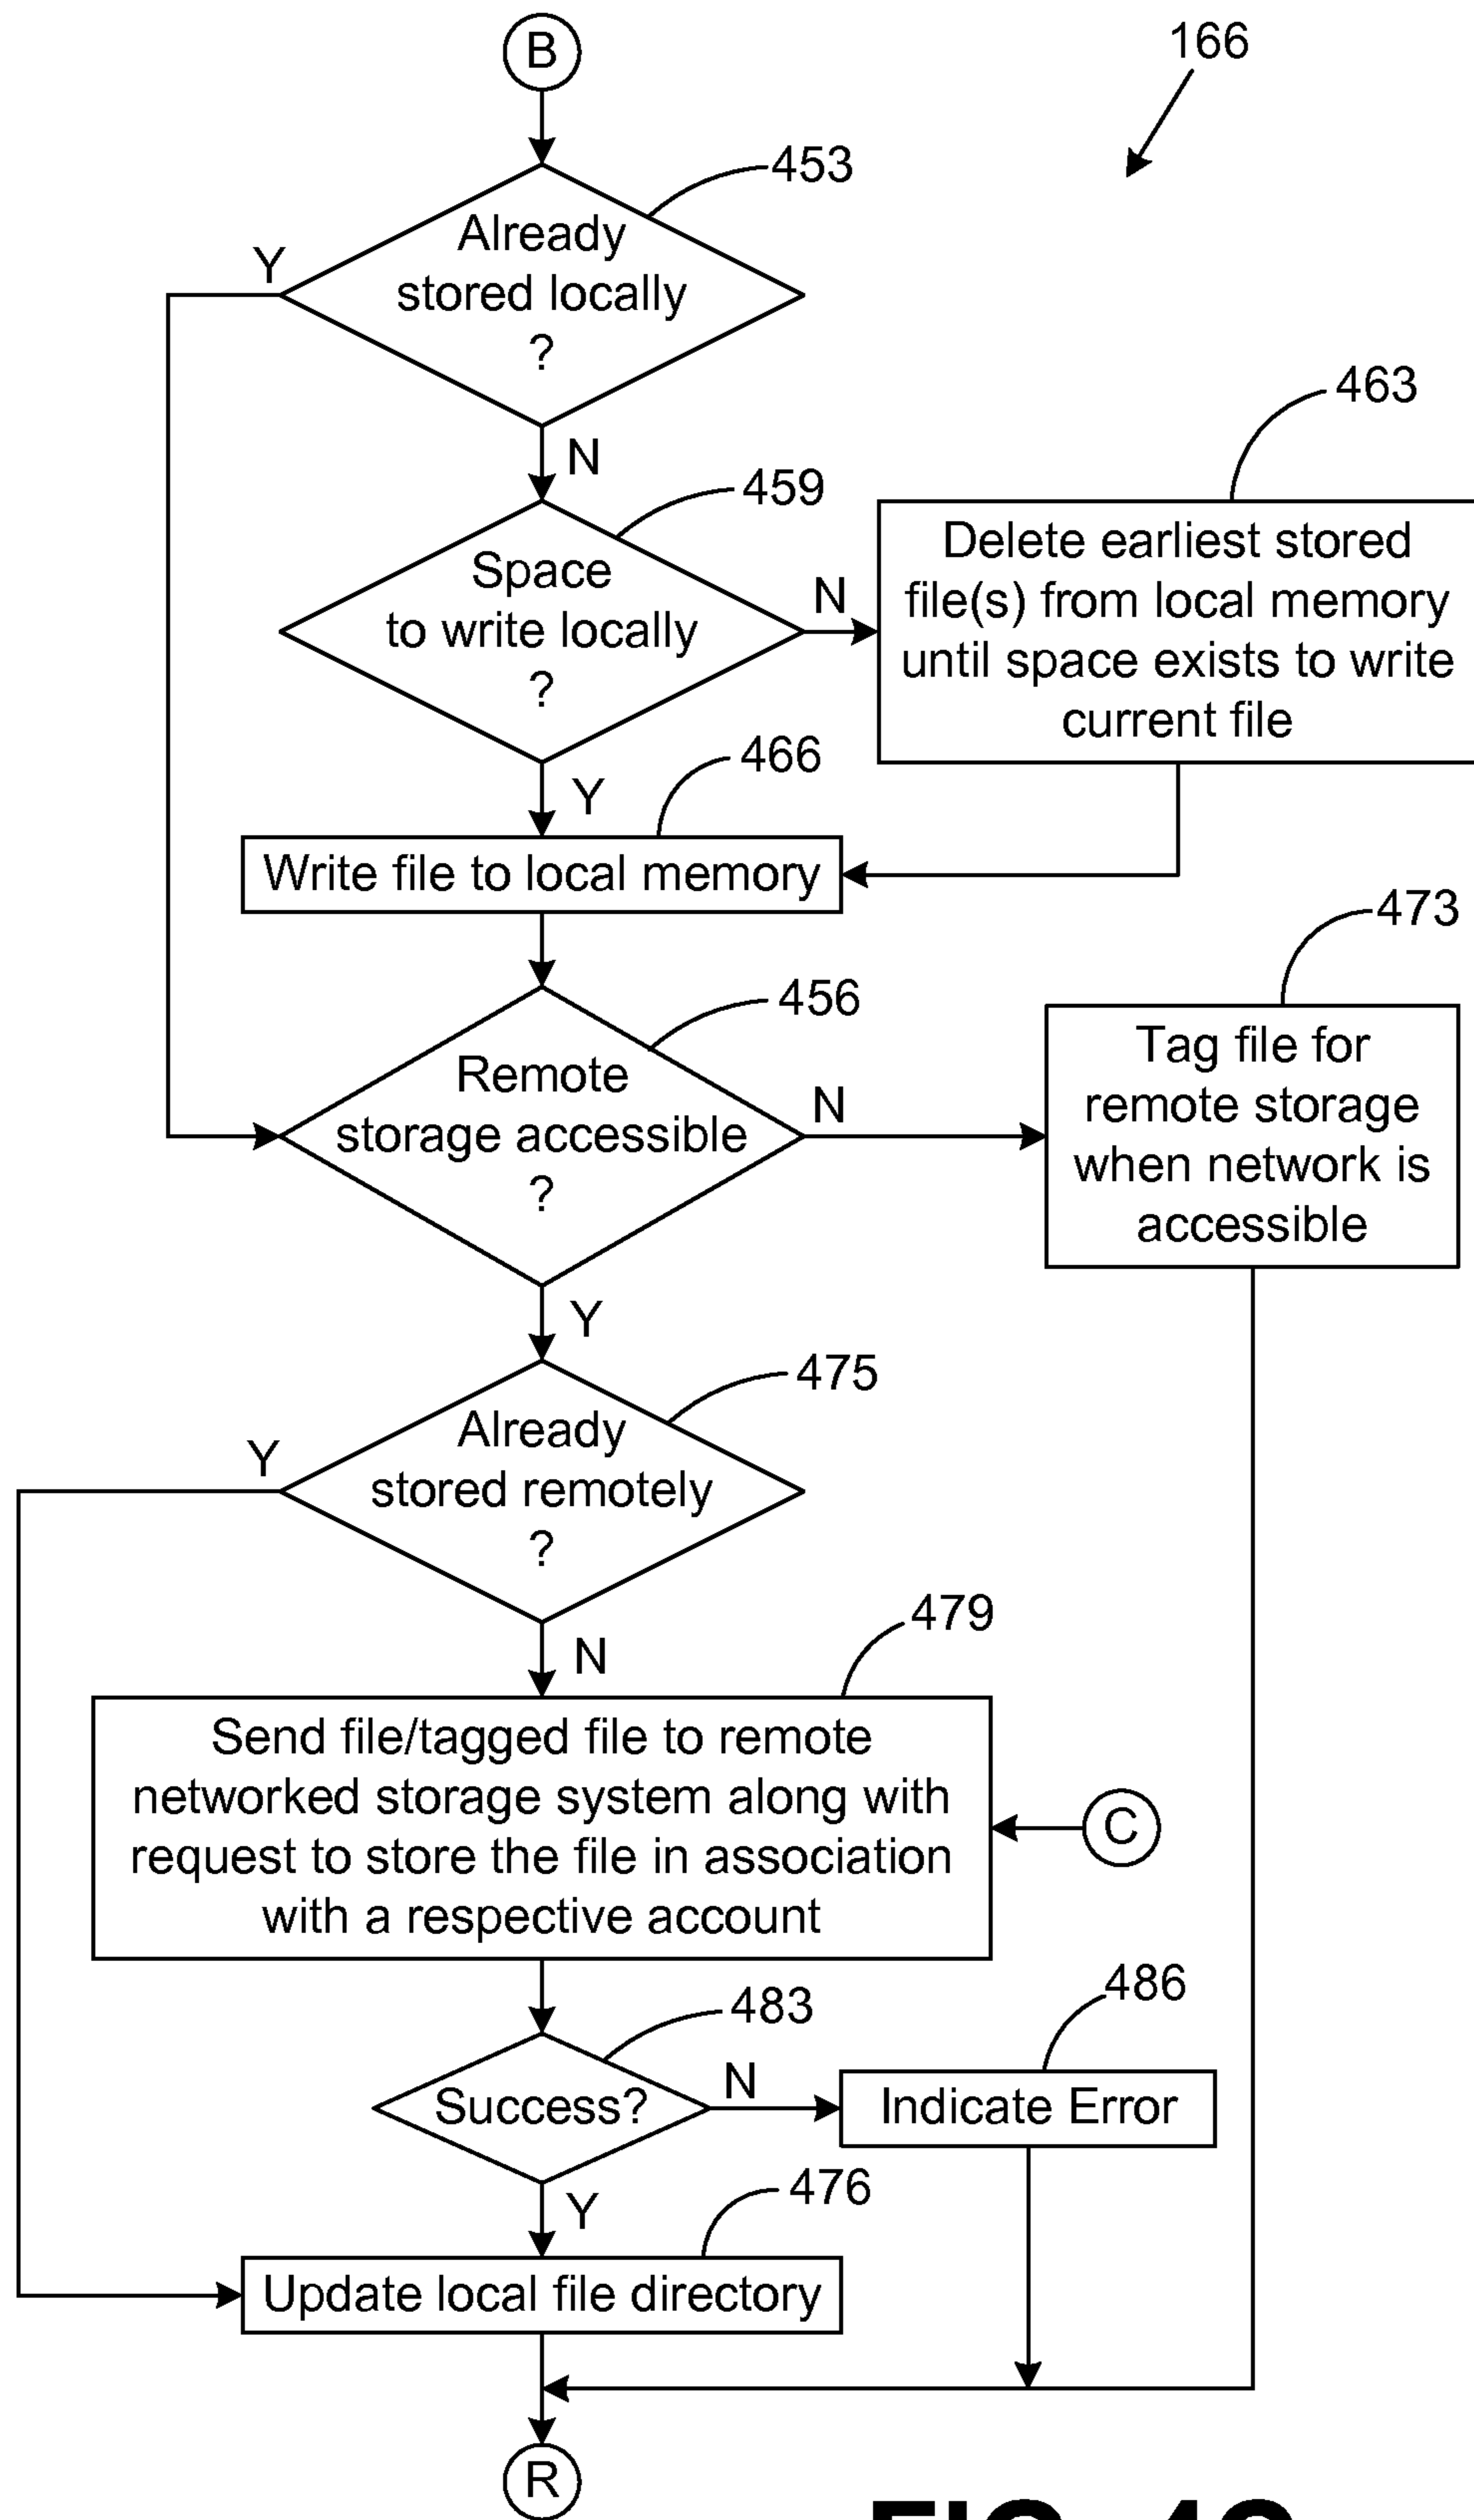 B
166
453
Already
stored locally
?
Y
N
459
463
Space
to write locally
?
N
Delete earliest stored
file(s) from local memory
until space exists to write
current file
Y
466
Write file to local memory
473
456
Remote
storage accessible
?
N
Tag file for
remote storage
when network is
accessible
Y
475
Already
stored remotely
?
Y
N
479
Send file/tagged file to remote
networked storage system along with
request to store the file in association
with a respective account
C
483
Success?
N
486
Indicate Error
Y
476
Update local file directory
R